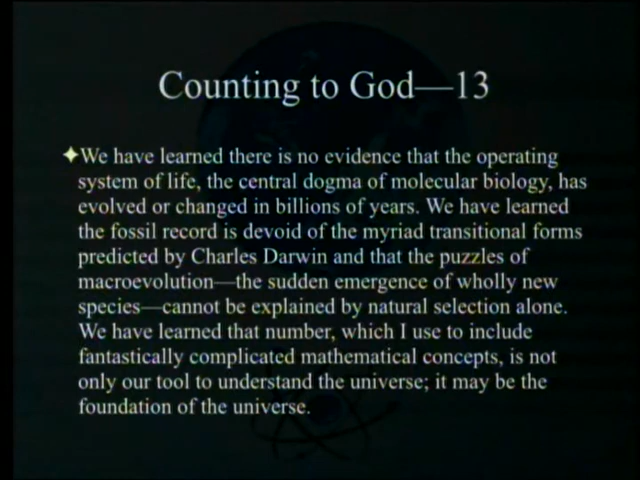 Counting to God—13
✦We have learned there is no evidence that the operating
system of life, the central dogma of molecular biology, has
evolved or changed in billions of years. We have learned
the fossil record is devoid of the myriad transitional forms
predicted by Charles Darwin and that the puzzles of
macroevolution—the sudden emergence of wholly new
species—cannot be explained by natural selection alone.
We have learned that number, which I use to include
fantastically complicated mathematical concepts, is not
only our tool to understand the universe; it may be the
foundation of the universe.